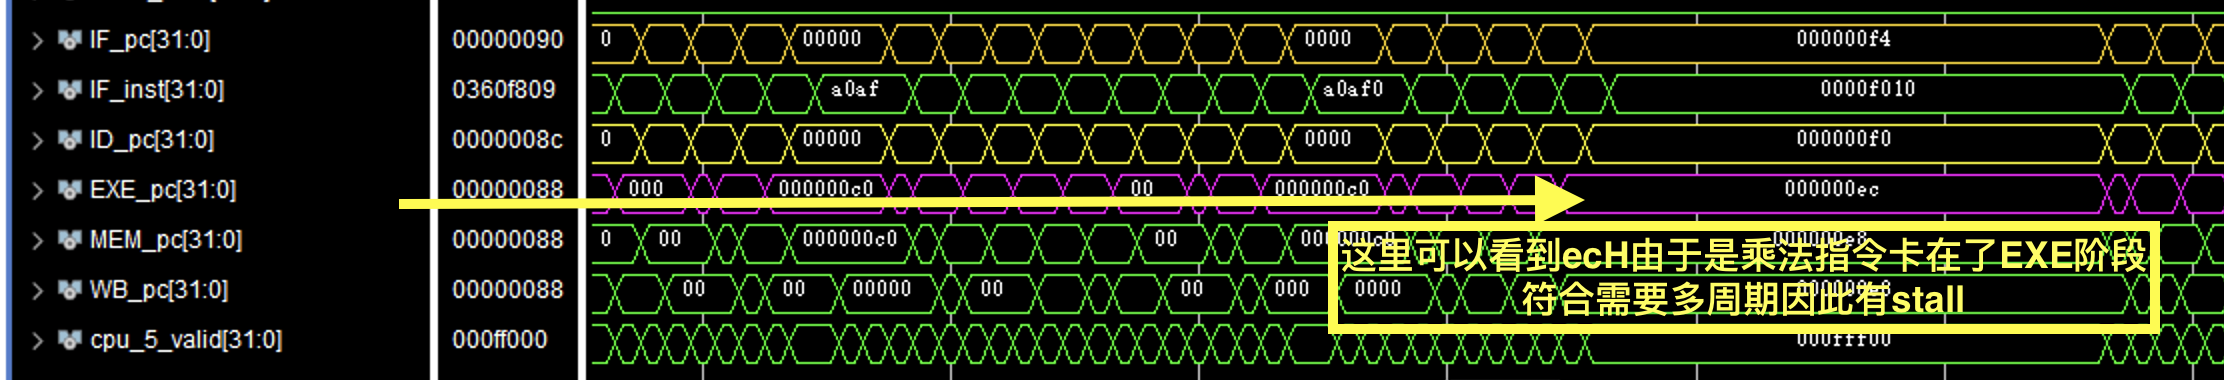 IF_pc[31:0] 00000090 0 00000 0000 000000f4
IF_inst[31:0] 0360f809 a0af a0af0 0000f010
ID_pc[31:0] 0000008c 0 00000 0000 000000f0
EXE_pc[31:0] 00000088 000 000000c0 00 000000c0 000000ec
MEM_pc[31:0] 00000088 0 00 000000c0 00
这里可以看到ecH由于是乘法指令卡在了EXE阶段
WB_pc[31:0] 00000088 00 00 00000 00 00 000 0000
符合需要多周期因此有stall
cpu_5_valid[31:0] 000ff000 000fff00